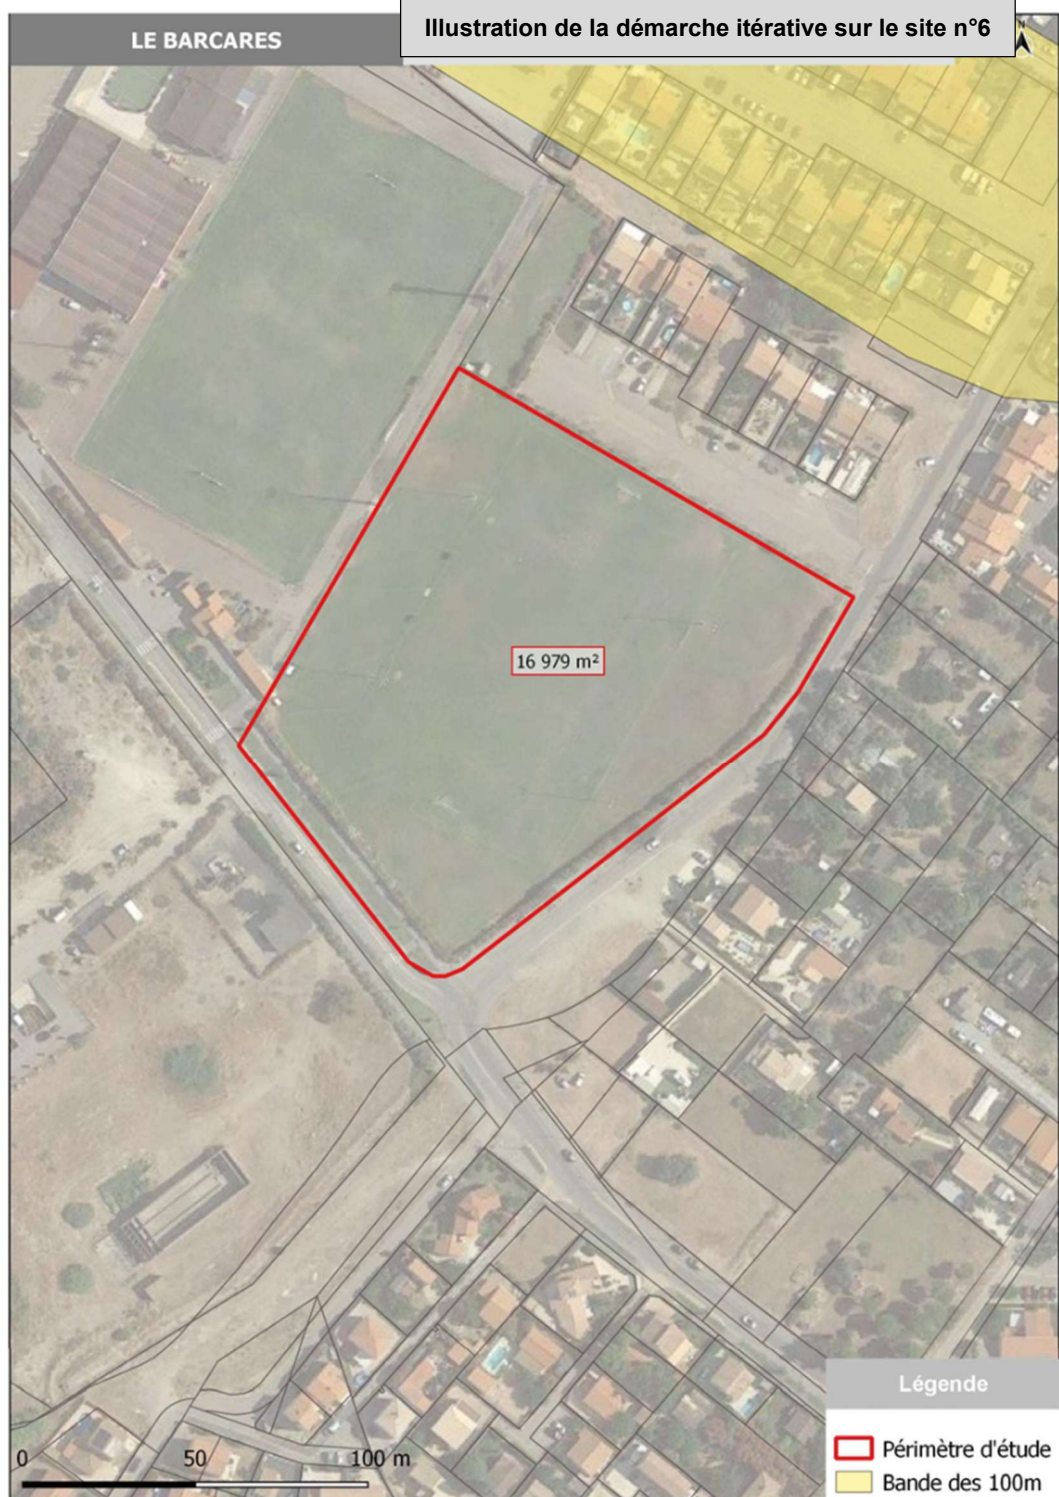 Illustration de la démarche itérative sur le site n°6
LE BARCARES
N
16 979 m²
0 50 100 m
Légende
Périmètre d'étude
Bande des 100m